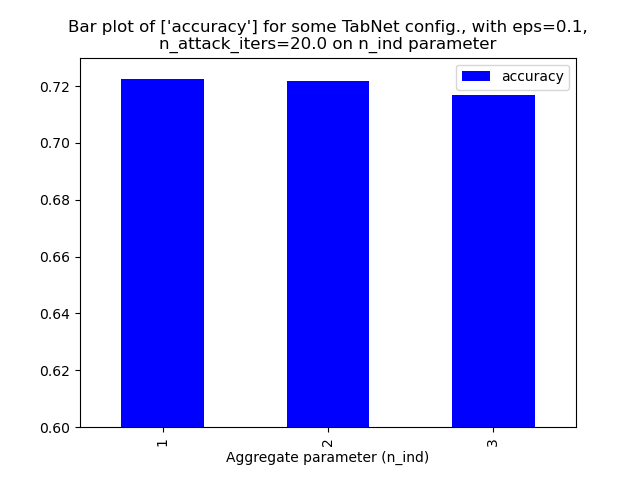 Bar plot of ['accuracy'] for some TabNet config., with eps=0.1,
n_attack_iters=20.0 on n_ind parameter
accuracy
0.72
0.70
0.68
0.66
0.64
0.62
0.60
1
2
3
Aggregate parameter (n_ind)